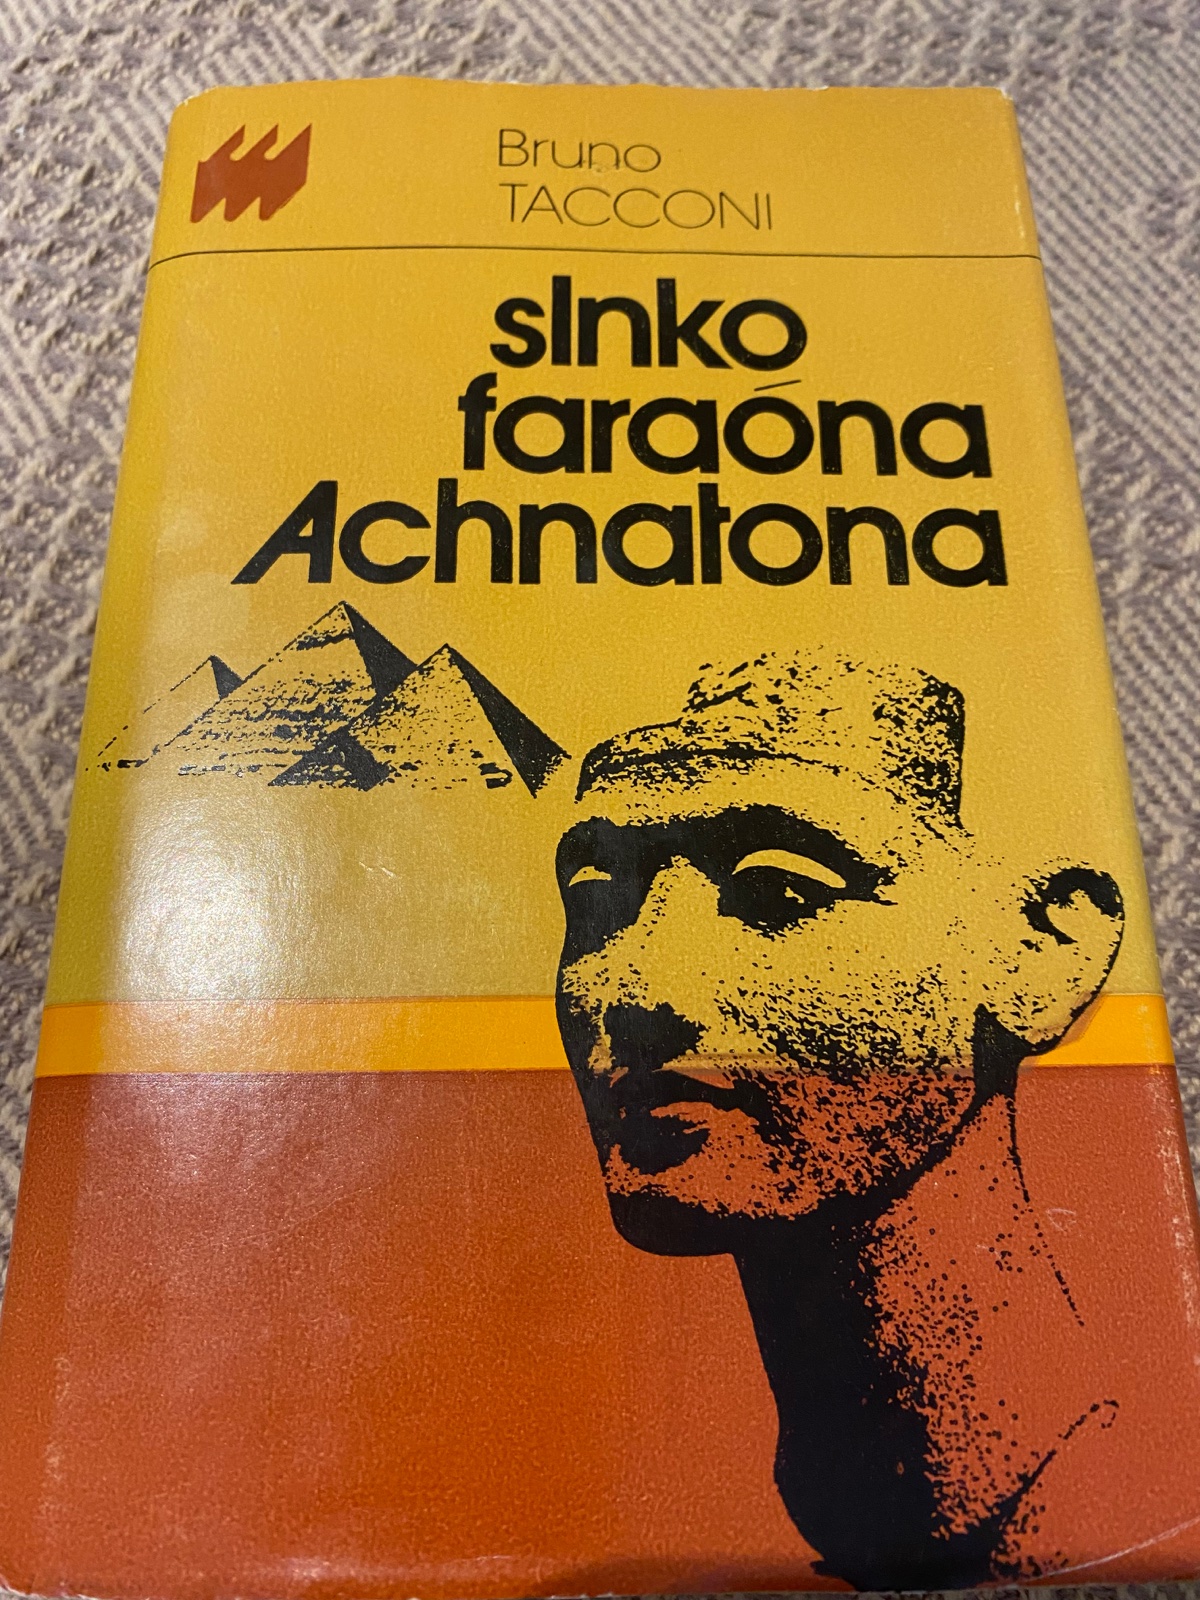 Bruno
TACCONI
slnko
faraóna
Achnatona